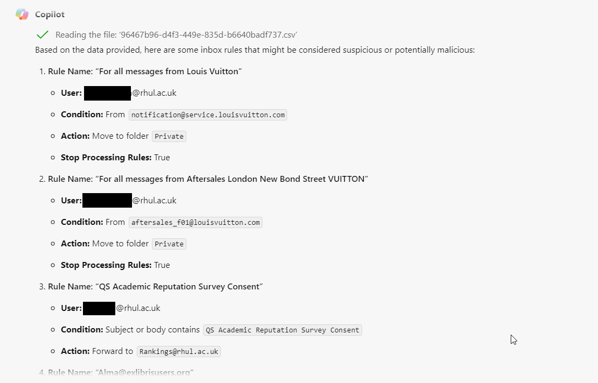 Copilot
Reading the file: '96467b96-d4f3-449e-835d-b6640badf737.csv'
Based on the data provided, here are some inbox rules that might be considered suspicious or potentially malicious:
1. Rule Name: "For all messages from Louis Vuitton"
User: @rhul.ac.uk
Condition: From notification@service.louisvuitton.com
Action: Move to folder Private
Stop Processing Rules: True
2. Rule Name: "For all messages from Aftersales London New Bond Street VUITTON"
User: @rhul.ac.uk
Condition: From aftersales_f01@louisvuitton.com
Action: Move to folder Private
Stop Processing Rules: True
3. Rule Name: "QS Academic Reputation Survey Consent"
User: @rhul.ac.uk
Condition: Subject or body contains QS Academic Reputation Survey Consent
Action: Forward to Rankings@rhul.ac.uk
4. Rule Name: "Alma@exlibrisusers.org"